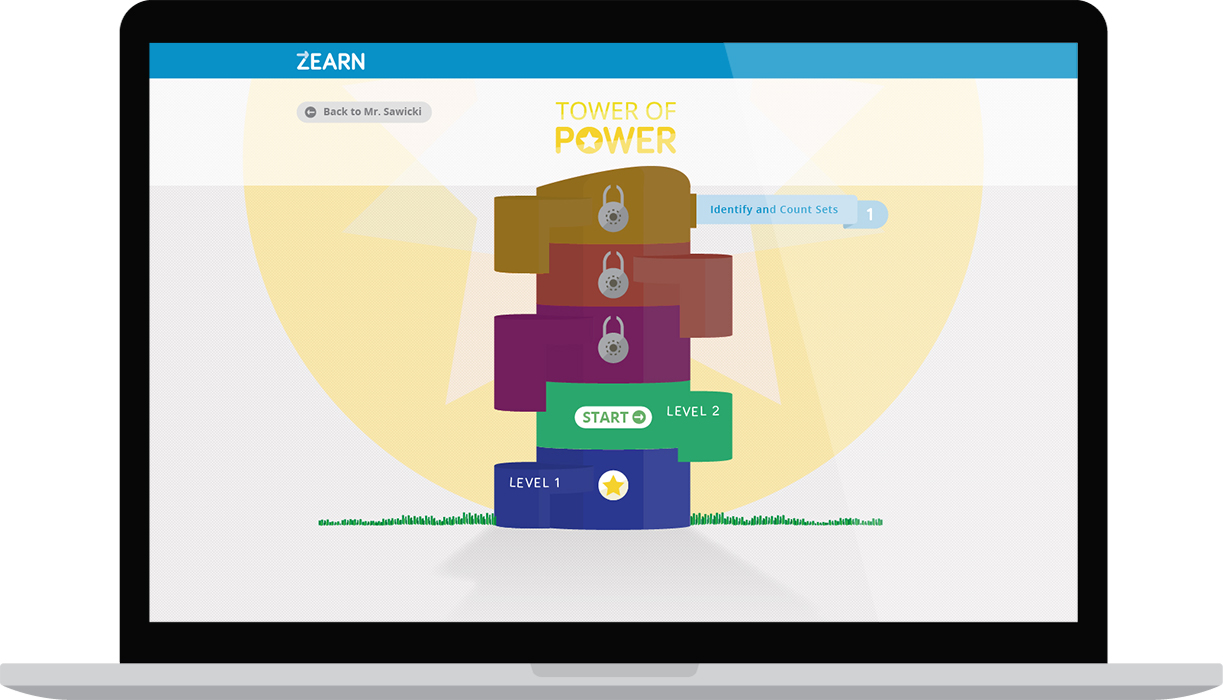 ZEARN
Back to Mr. Sawicki
TOWER OF
POWER
Identify and Count Sets
1
START
LEVEL 2
LEVEL 1